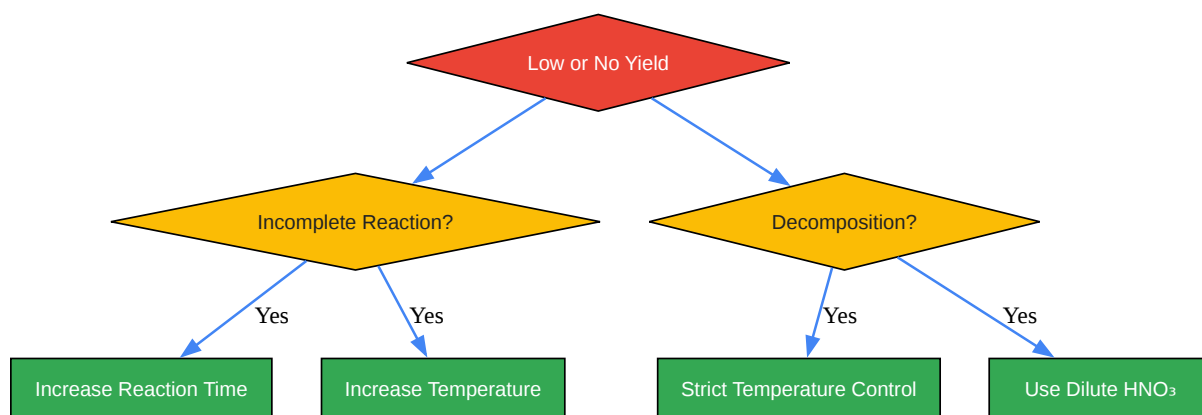 Low or No Yield
Incomplete Reaction?
Decomposition?
Yes
Yes
Yes
Yes
Increase Reaction Time
Increase Temperature
Strict Temperature Control
Use Dilute HNO₃